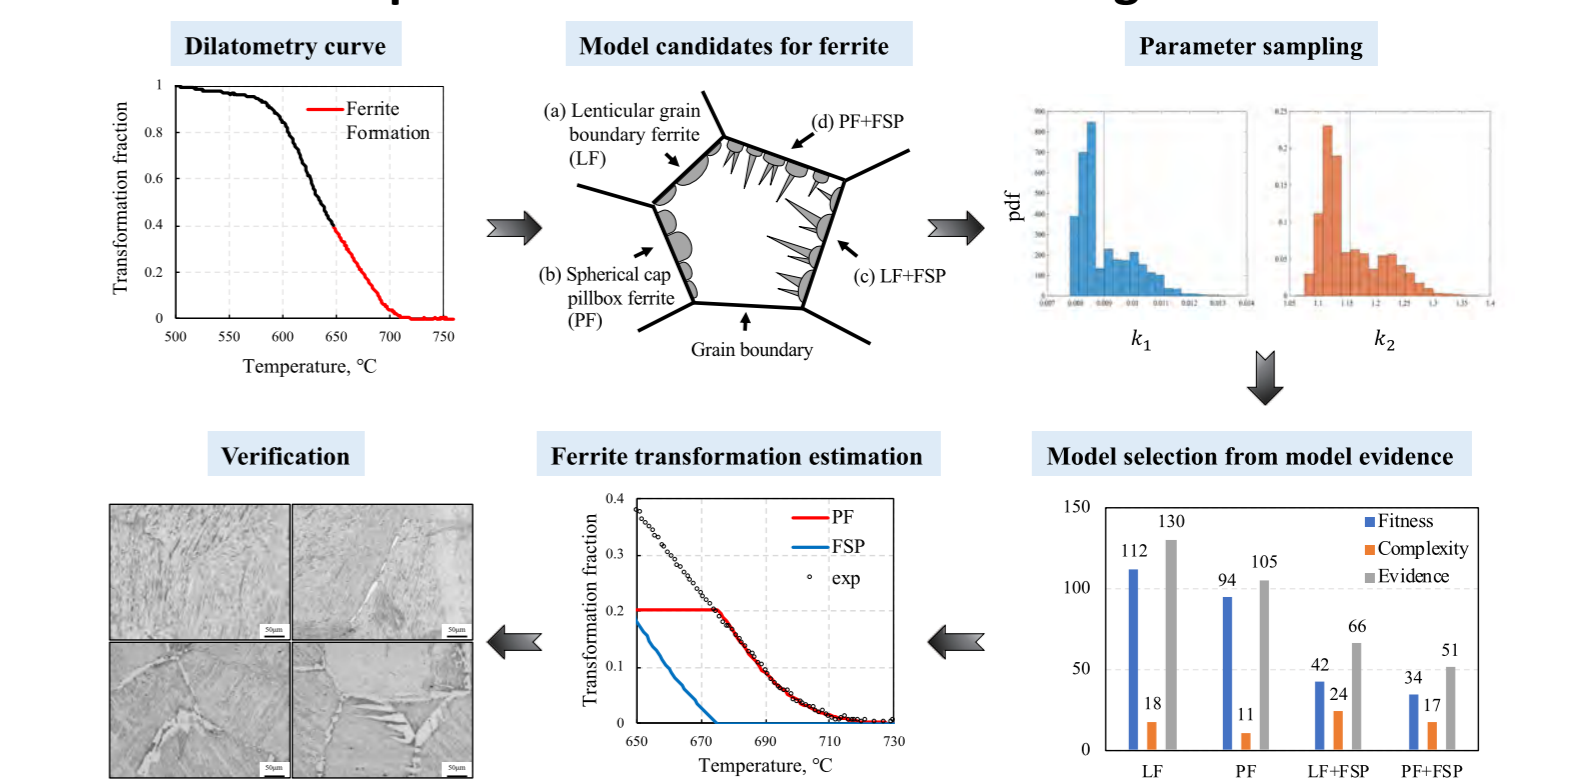 Dilatometry curve
Model candidates for ferrite
Parameter sampling
Transformation fraction
1
0.8
0.6
0.4
0.2
0
Ferrite
Formation
500 550 600 650 700 750
Temperature, °C
(a) Lenticular grain
boundary ferrite
(LF)
(d) PF+FSP
(b) Spherical cap
pillbox ferrite
(PF)
(c) LF+FSP
Grain boundary
pdf
k1
k2
Verification
Ferrite transformation estimation
Model selection from model evidence
50μm
50μm
50μm
50μm
Transformation fraction
0.4
0.3
0.2
0.1
0
PF
FSP
exp
650 670 690 710 730
Temperature, °C
150
100
50
0
Fitness
Complexity
Evidence
112 18 130
94 11 105
42 24 66
34 17 51
LF PF LF+FSP PF+FSP